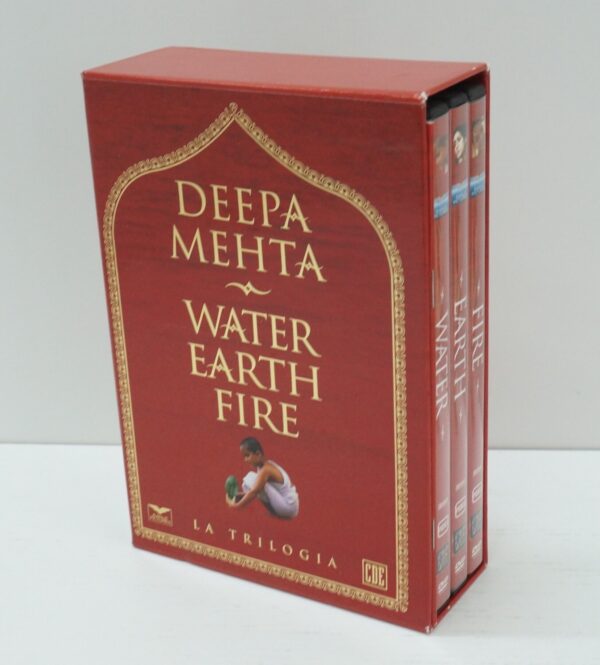 DEEPA
MEHTA
WATER
EARTH
FIRE
LA TRILOGIA
CDE
WATER
EARTH
FIRE